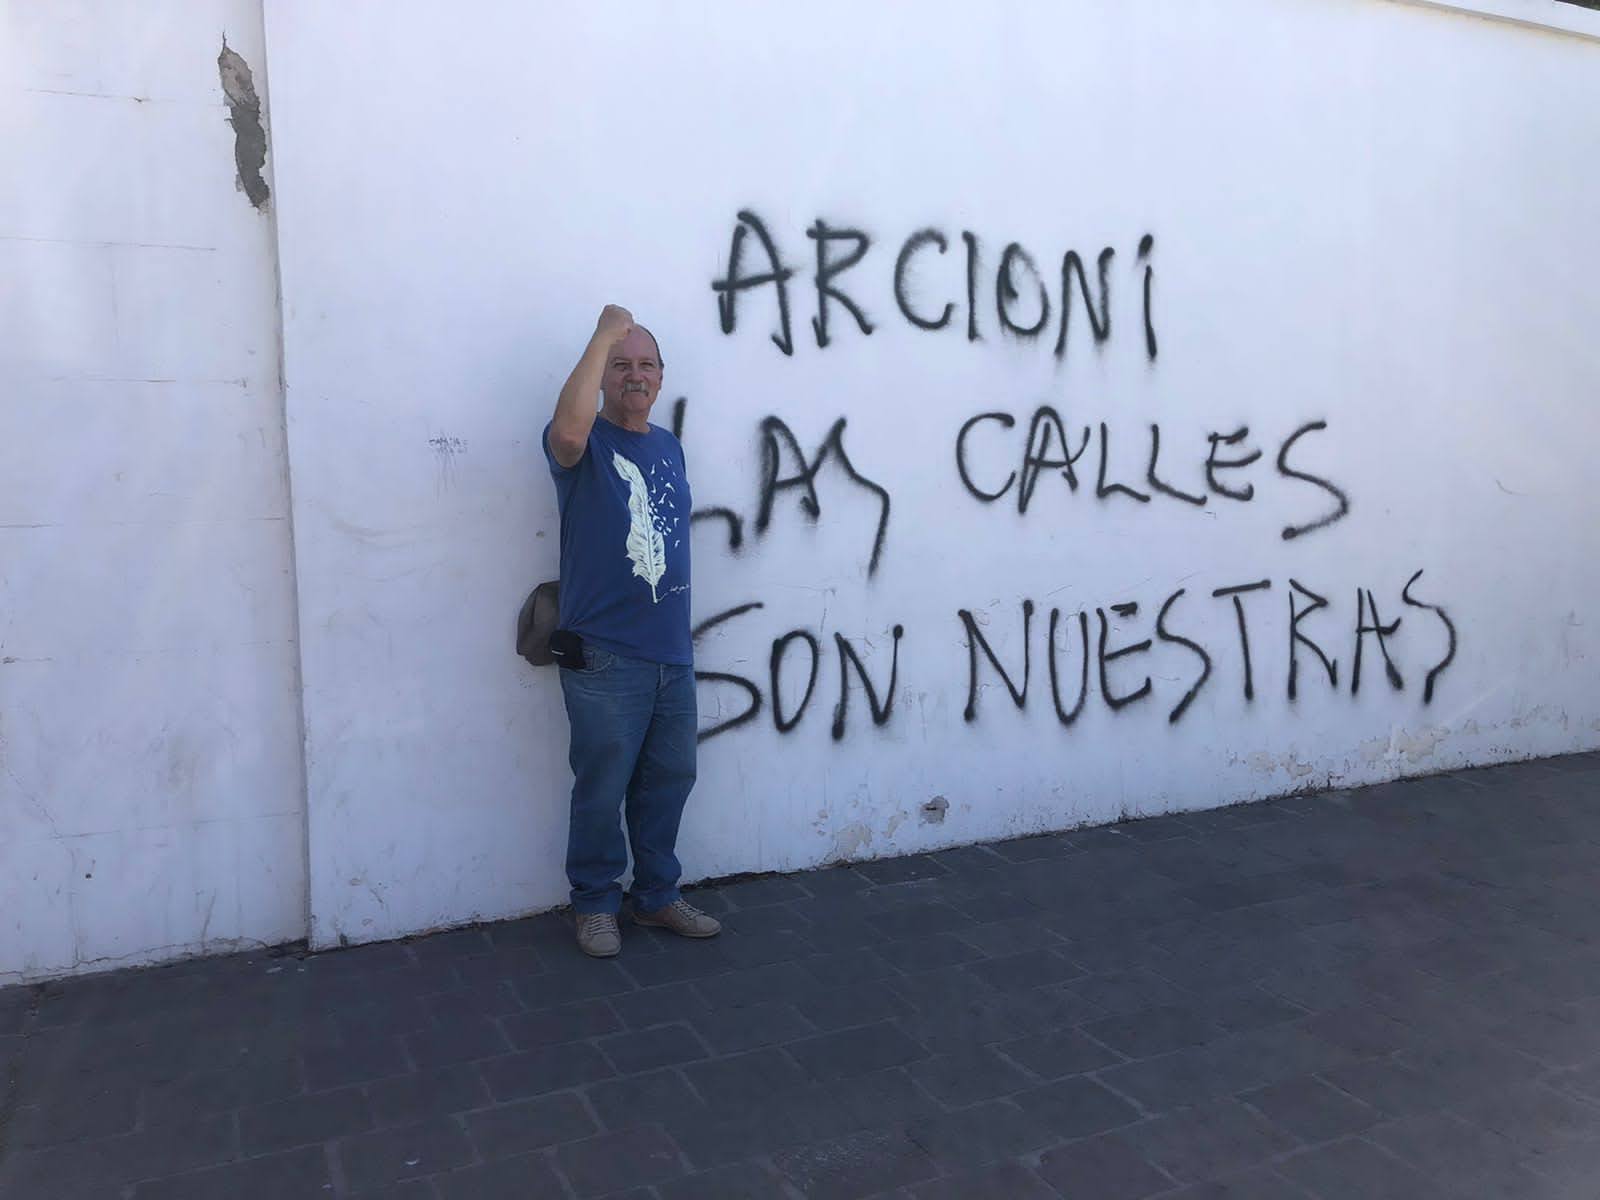 ARCIONI
LAS CALLES
SON NUESTRAS